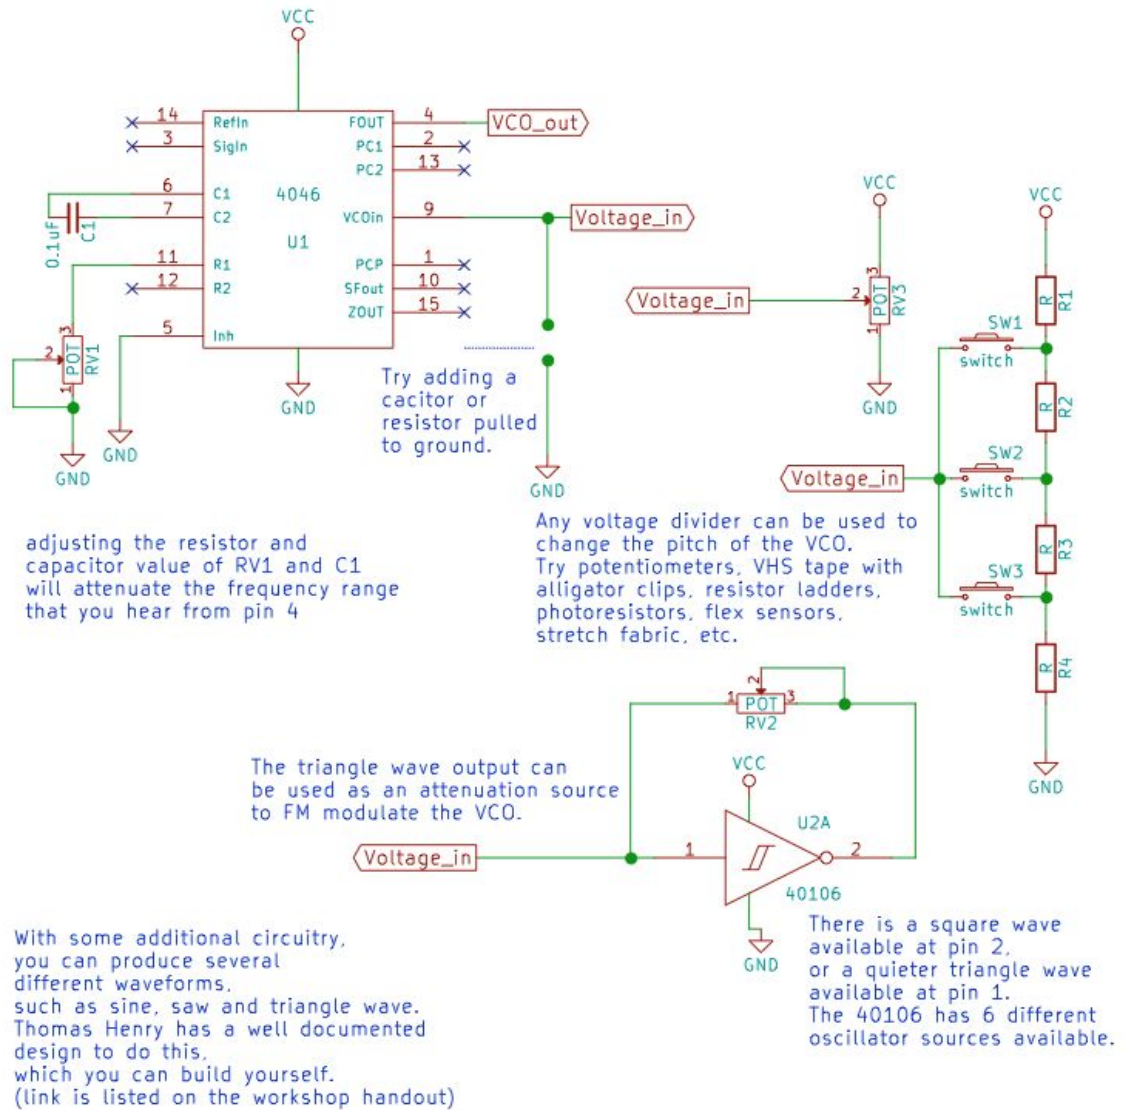 VCC
14 RefIn FOUT 4 VCO_out
3 SigIn PC1 2
PC2 13
6 C1 4046
7 C2 VCOin 9 Voltage_in
0.1uF C1
U1
11 R1 PCP 1
12 R2 SFout 10
ZOUT 15
5 Inh
3
2 POT RV1
1
GND
GND
GND
Try adding a
cacitor or
resistor pulled
to ground.
GND
VCC
3
Voltage_in 2 POT RV3
1
GND
VCC
R R1
SW1
switch
R R2
SW2
Voltage_in switch
R R3
SW3
switch
R R4
GND
adjusting the resistor and
capacitor value of RV1 and C1
will attenuate the frequency range
that you hear from pin 4
Any voltage divider can be used to
change the pitch of the VCO.
Try potentiometers, VHS tape with
alligator clips, resistor ladders,
photoresistors, flex sensors,
stretch fabric, etc.
2
1 POT 3
RV2
The triangle wave output can
be used as an attenuation source
to FM modulate the VCO.
VCC
U2A
Voltage_in 1 2
40106
GND
There is a square wave
available at pin 2,
or a quieter triangle wave
available at pin 1.
The 40106 has 6 different
oscillator sources available.
With some additional circuitry,
you can produce several
different waveforms,
such as sine, saw and triangle wave.
Thomas Henry has a well documented
design to do this,
which you can build yourself.
(link is listed on the workshop handout)